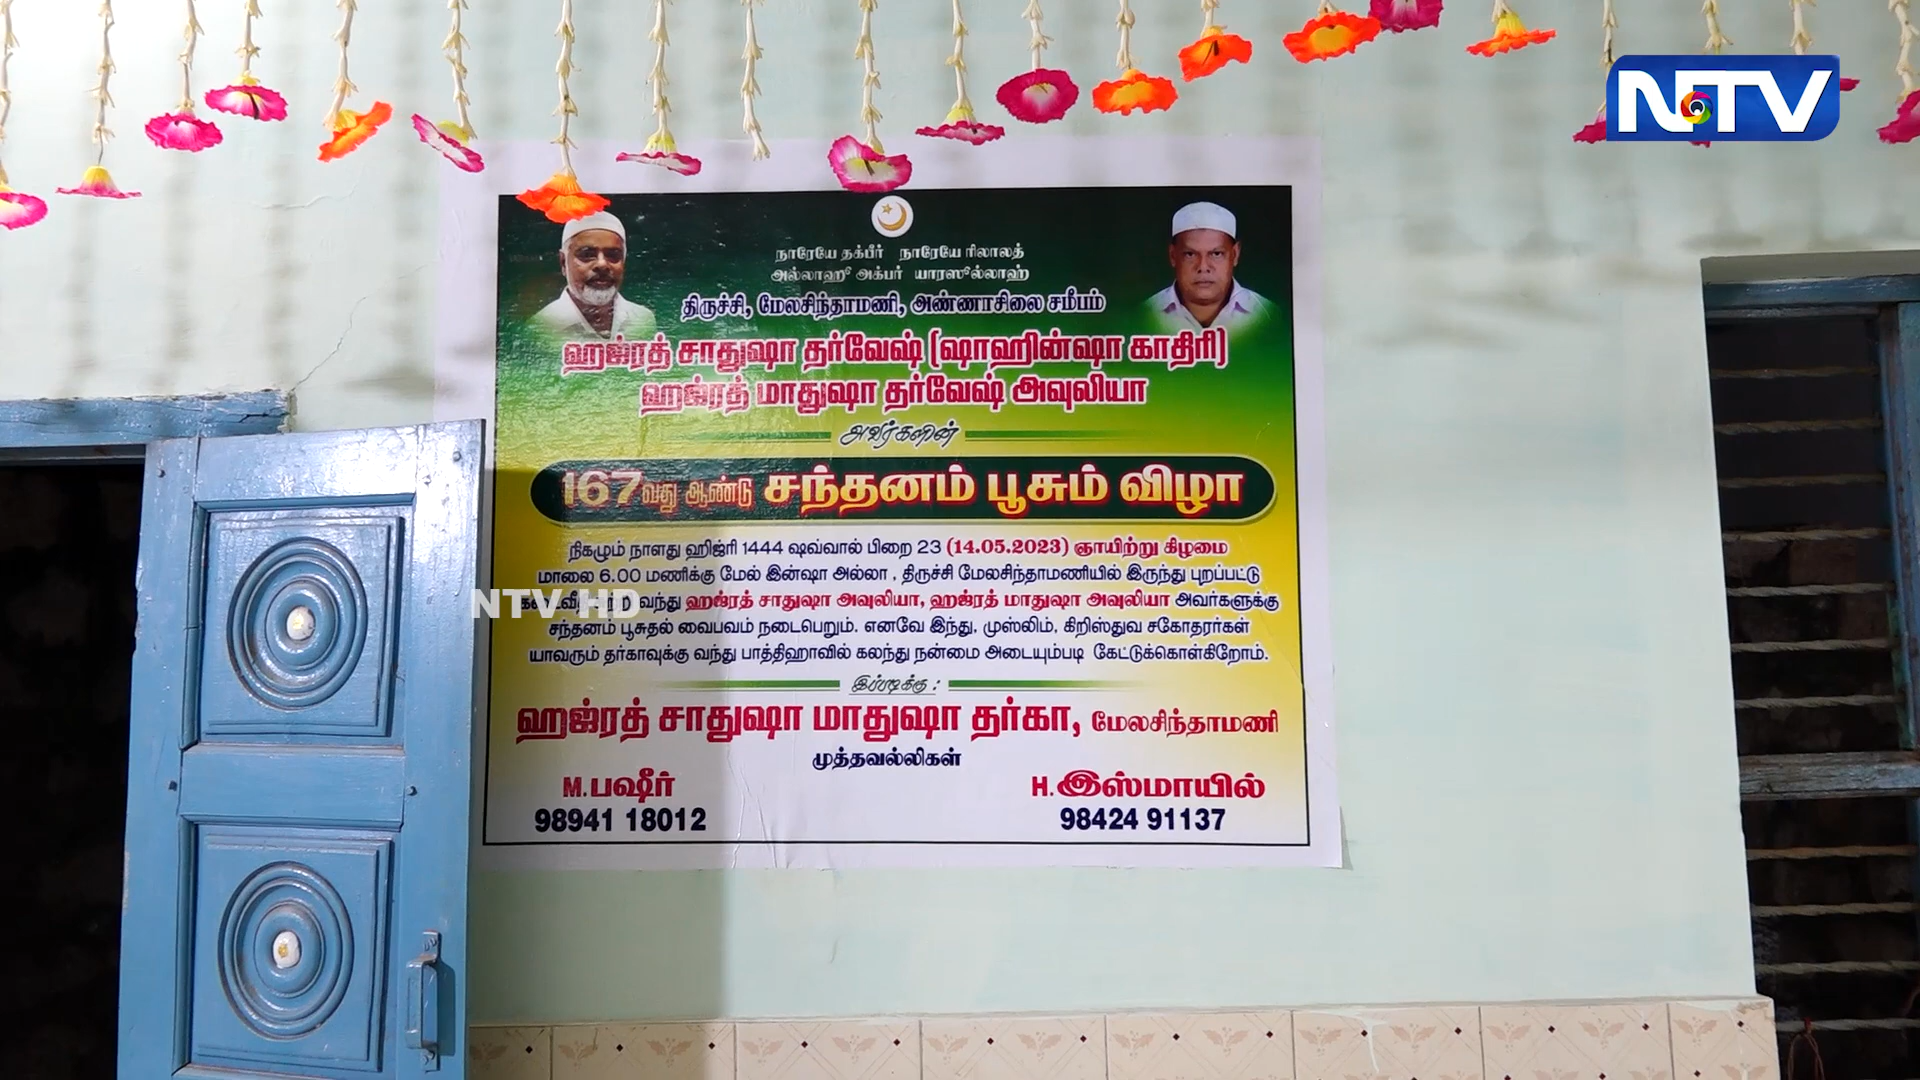 NTV
நாரேயே தக்பீர் நாரேயே ரிலாலத்
அல்லாஹூ அக்பர் யாரஸூல்லாஹ்
திருச்சி, மேலசிந்தாமணி, அண்ணாசிலை சமீபம்
ஹஜ்ரத் சாதுஷா தர்வேஷ் (ஷாஹின்ஷா காதிரி)
ஹஜ்ரத் மாதுஷா தர்வேஷ் அவுலியா
அவர்களின்
167வது ஆண்டு சந்தனம் பூசும் விழா
நிகழும் நாளது ஹிஜ்ரி 1444 ஷவ்வால் பிறை 23 (14.05.2023) ஞாயிற்று கிழமை
மாலை 6.00 மணிக்கு மேல் இன்ஷா அல்லா , திருச்சி மேலசிந்தாமணியில் இருந்து புறப்பட்டு
வந்து ஹஜ்ரத் சாதுஷா அவுலியா, ஹஜ்ரத் மாதுஷா அவுலியா அவர்களுக்கு
NTV HD
சந்தனம் பூசுதல் வைபவம் நடைபெறும். எனவே இந்து, முஸ்லிம், கிறிஸ்துவ சகோதரர்கள்
யாவரும் தர்காவுக்கு வந்து பாத்திஹாவில் கலந்து நன்மை அடையும்படி கேட்டுக்கொள்கிறோம்.
இப்படிக்கு :
ஹஜ்ரத் சாதுஷா மாதுஷா தர்கா, மேலசிந்தாமணி
முத்தவல்லிகள்
M.பஷீர் H.இஸ்மாயில்
98941 18012 98424 91137